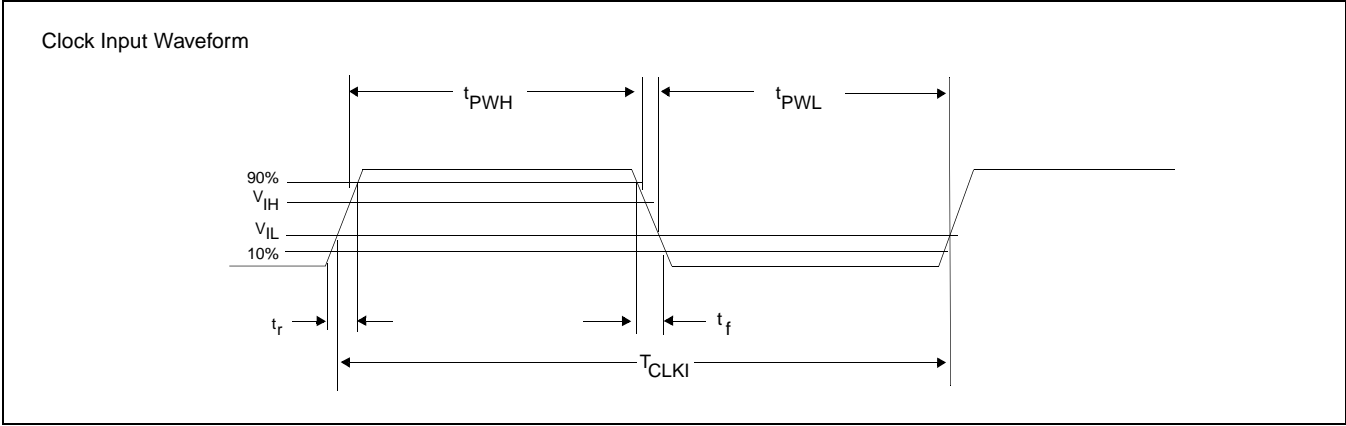 Clock Input Waveform
tPWH
tPWL
90%
VIH
VIL
10%
tr
tf
TCLKI